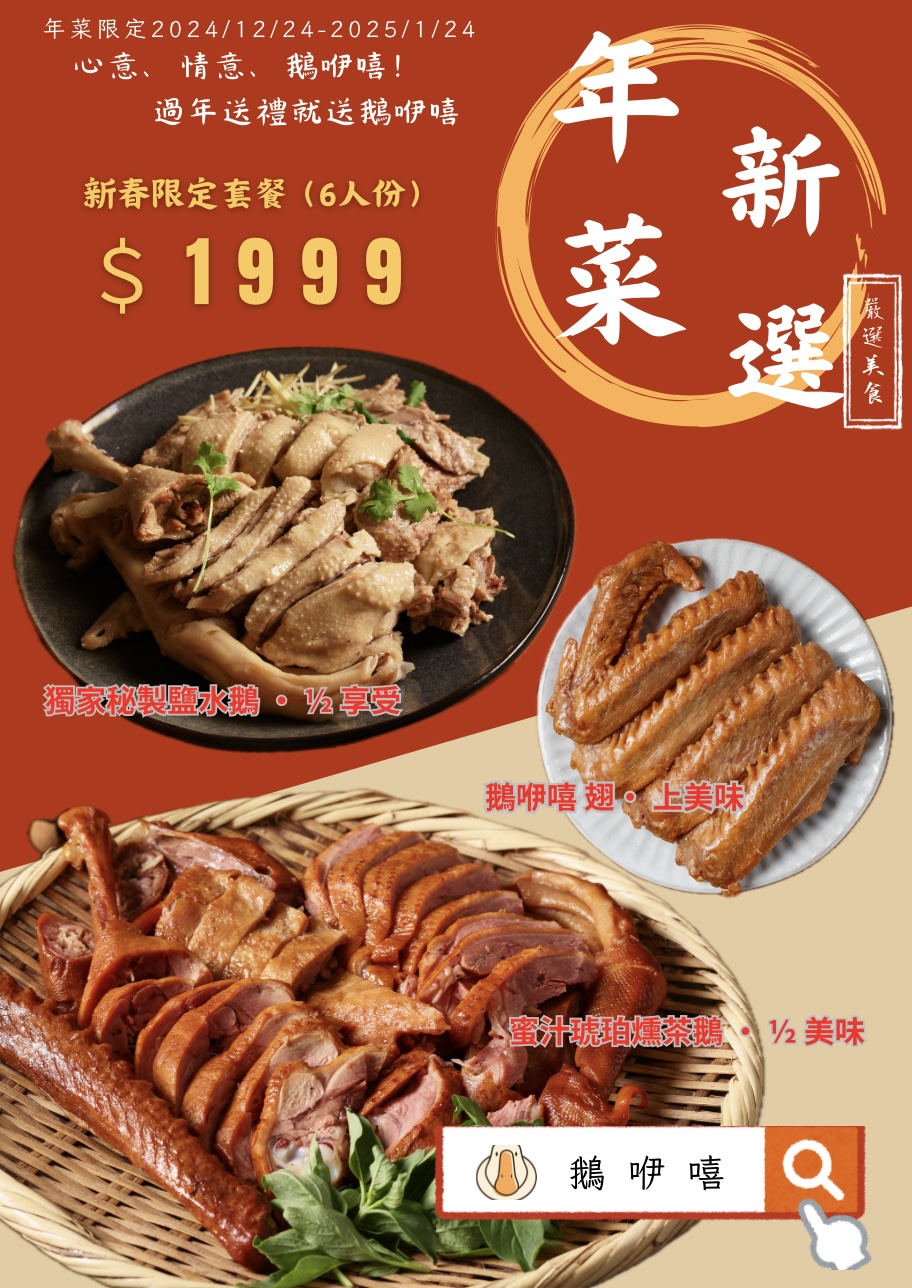 年菜限定2024/12/24-2025/1/24
心意、情意、鵝咿嘻！
過年送禮就送鵝咿嘻
新春限定套餐（6人份）
$1999
年菜
新選
嚴選美食
獨家秘製鹽水鵝 • ½ 享受
鵝咿嘻 翅• 上美味
蜜汁琥珀燻茶鵝 • ½ 美味
鵝咿嘻